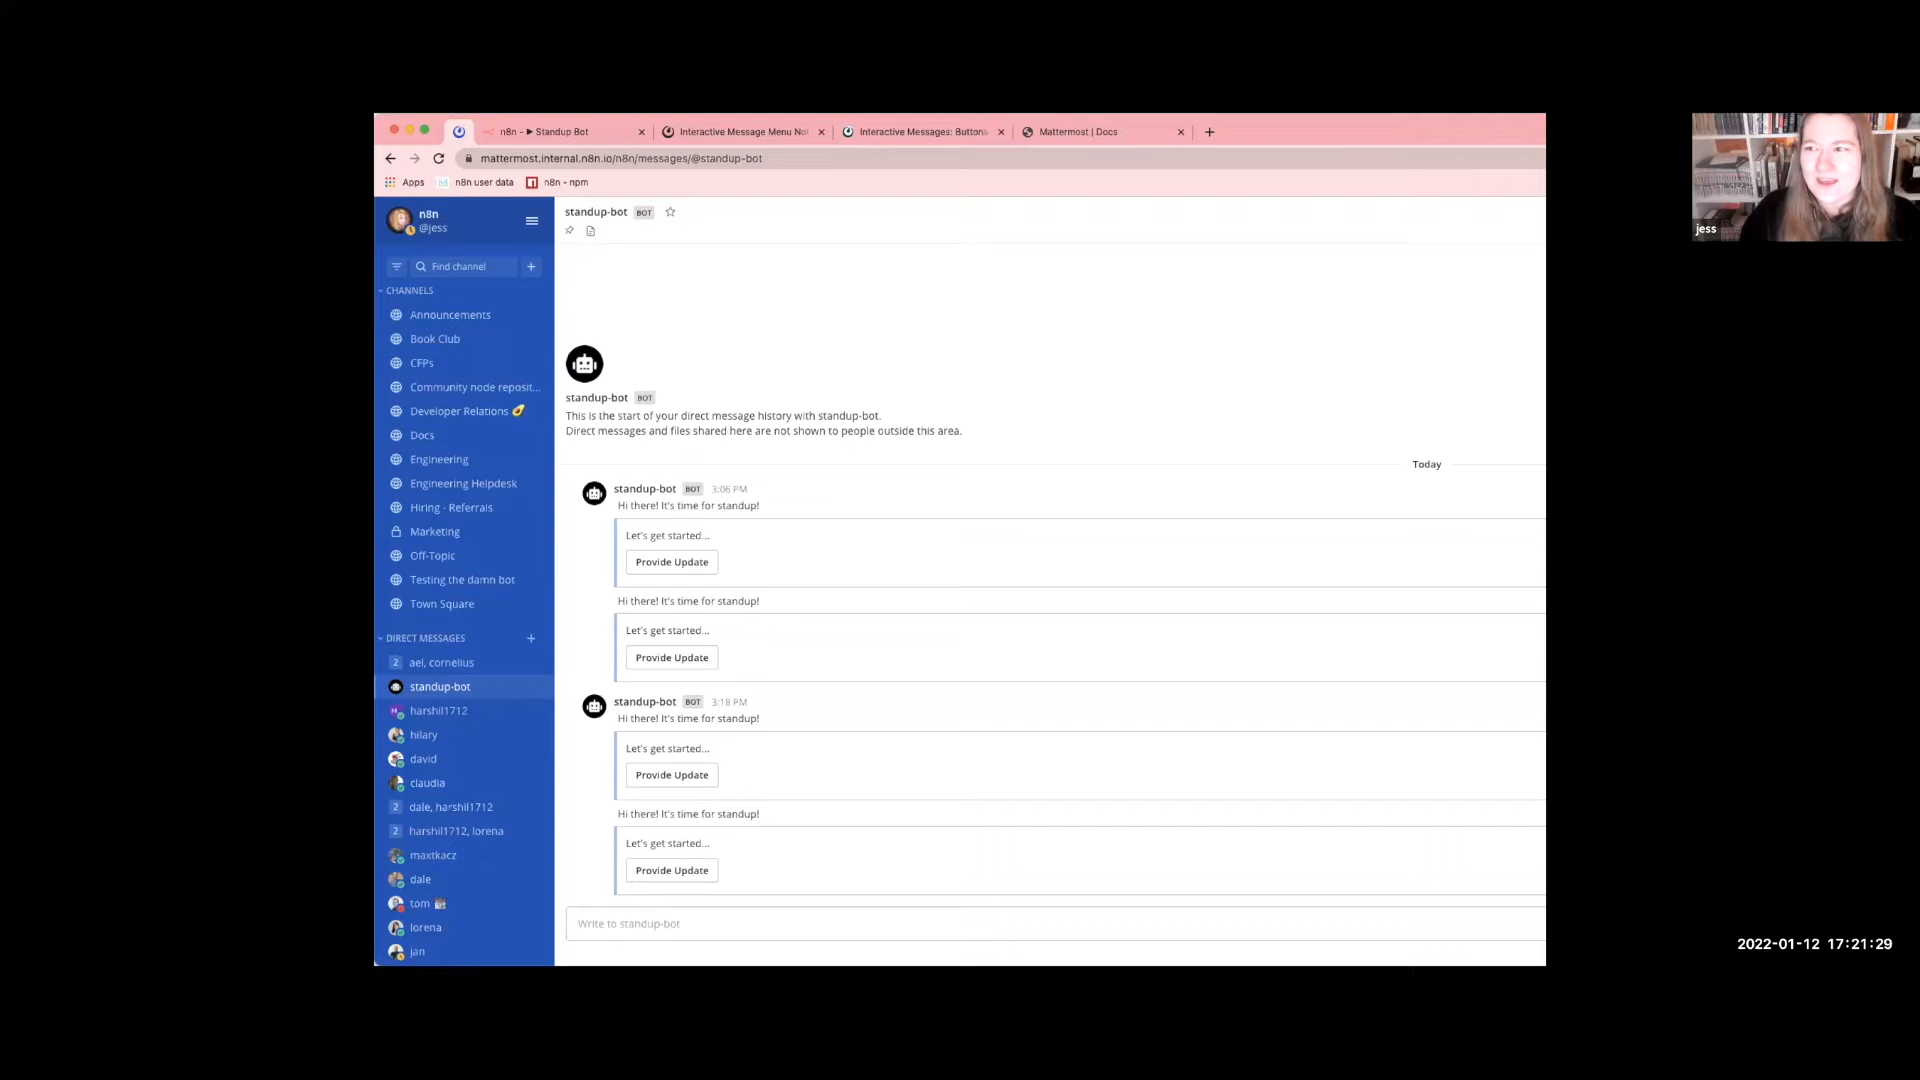 n8n - ▶ Standup Bot
Interactive Message Menu Not
Interactive Messages: Buttons
Mattermost | Docs
mattermost.internal.n8n.io/n8n/messages/@standup-bot
Apps
n8n user data
n8n - npm
n8n
@jess
Find channel
CHANNELS
Announcements
Book Club
CFPs
Community node reposit...
Developer Relations 🥑
Docs
Engineering
Engineering Helpdesk
Hiring - Referrals
Marketing
Off-Topic
Testing the damn bot
Town Square
DIRECT MESSAGES
2 ael, cornelius
standup-bot
H harshil1712
hilary
david
claudia
2 dale, harshil1712
2 harshil1712, lorena
maxtkacz
dale
tom
lorena
jan
standup-bot BOT
standup-bot BOT
This is the start of your direct message history with standup-bot.
Direct messages and files shared here are not shown to people outside this area.
Today
standup-bot BOT 3:06 PM
Hi there! It's time for standup!
Let's get started...
Provide Update
Hi there! It's time for standup!
Let's get started...
Provide Update
standup-bot BOT 3:18 PM
Hi there! It's time for standup!
Let's get started...
Provide Update
Hi there! It's time for standup!
Let's get started...
Provide Update
Write to standup-bot
jess
2022-01-12 17:21:29